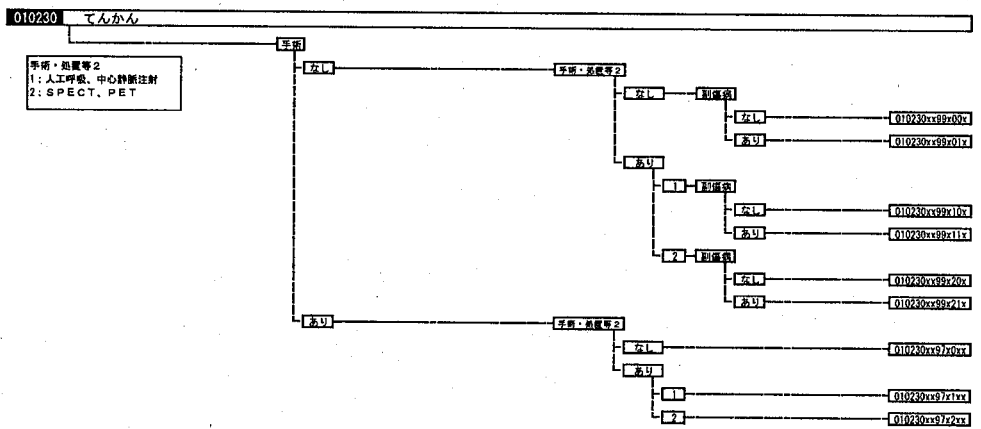 010230 てんかん
手術
手術・処置等2
1：人工呼吸、中心静脈注射
2：SPECT、PET
なし 手術・処置等2
なし 副傷病
なし 010230xx99x00x
あり 010230xx99x01x
あり
1 副傷病
なし 010230xx99x10x
あり 010230xx99x11x
2 副傷病
なし 010230xx99x20x
あり 010230xx99x21x
あり 手術・処置等2
なし 010230xx97x0xx
あり
1 010230xx97x1xx
2 010230xx97x2xx